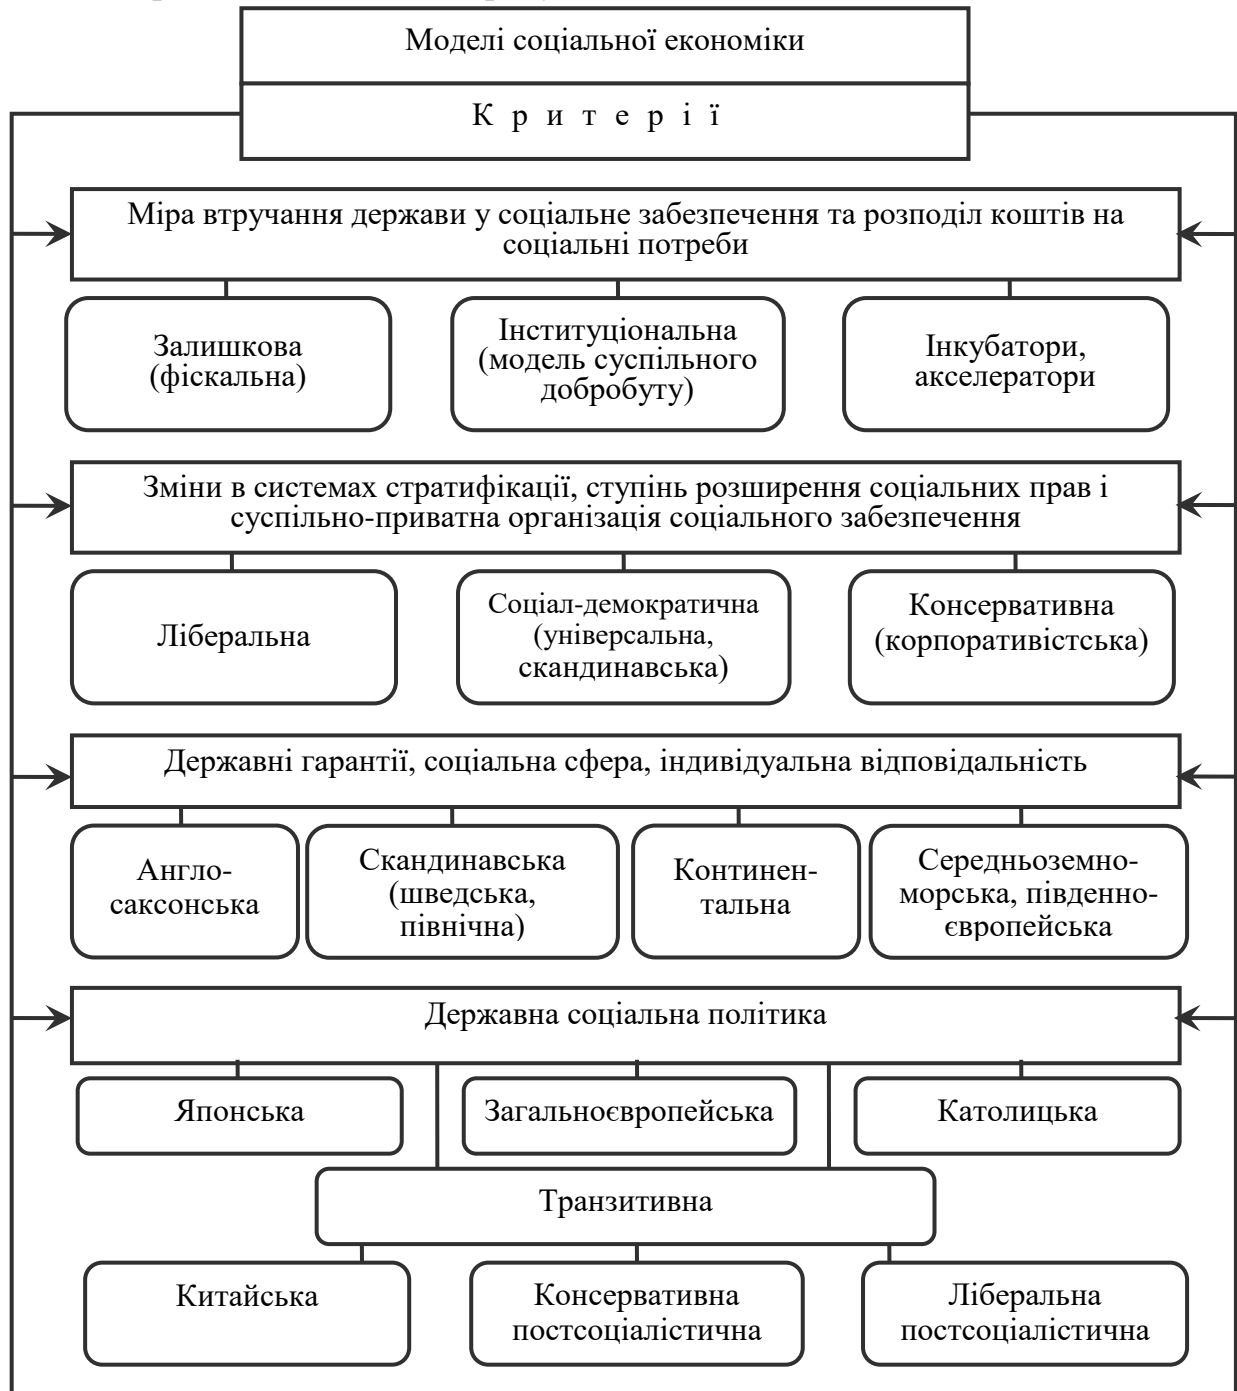 Моделі соціальної економіки
К р и т е р і ї
Міра втручання держави у соціальне забезпечення та розподіл коштів на
соціальні потреби
Залишкова
(фіскальна)
Інституціональна
(модель суспільного
добробуту)
Інкубатори,
акселератори
Зміни в системах стратифікації, ступінь розширення соціальних прав і
суспільно-приватна організація соціального забезпечення
Ліберальна
Соціал-демократична
(універсальна,
скандинавська)
Консервативна
(корпоративістська)
Державні гарантії, соціальна сфера, індивідуальна відповідальність
Англо-
саксонська
Скандинавська
(шведська,
північна)
Континен-
тальна
Середньоземно-
морська, південно-
європейська
Державна соціальна політика
Японська
Загальноєвропейська
Католицька
Транзитивна
Китайська
Консервативна
постсоціалістична
Ліберальна
постсоціалістична